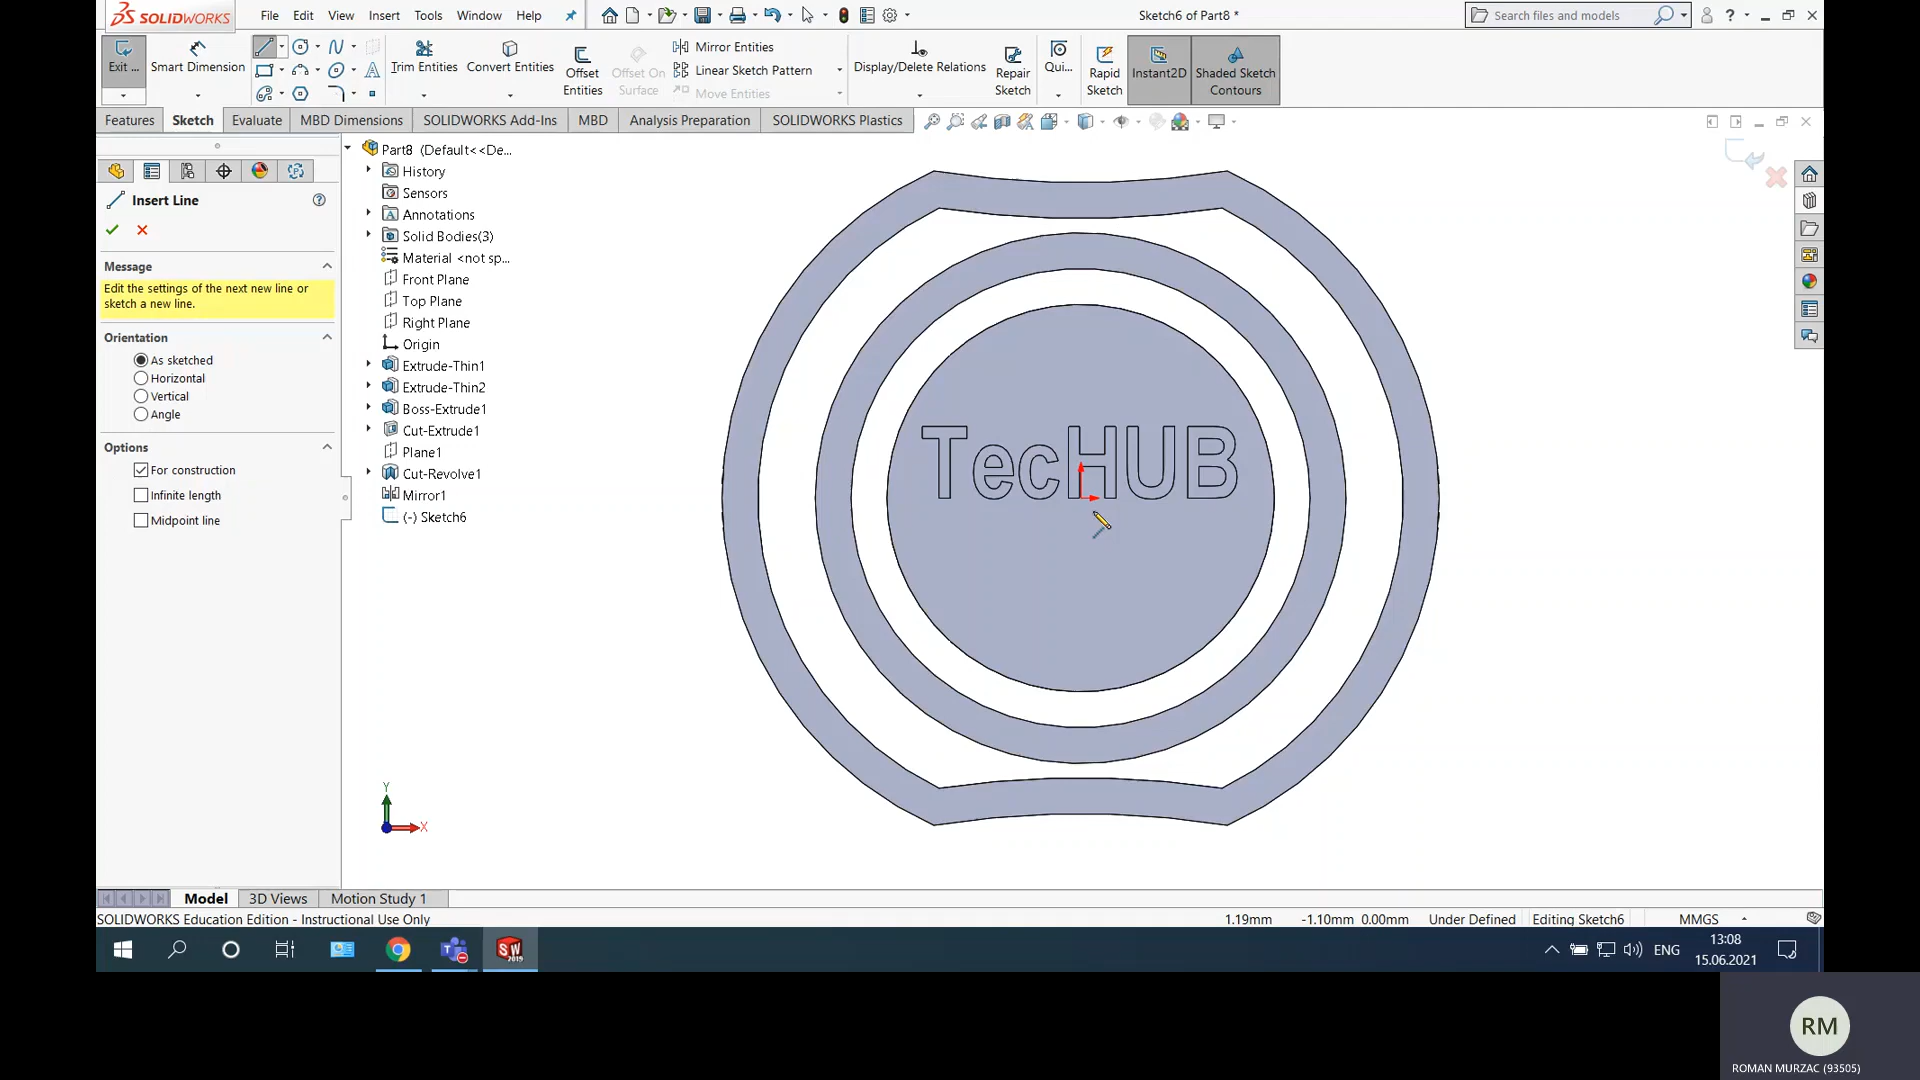 SOLIDWORKS File Edit View Insert Tools Window Help Sketch6 of Part8 * Search files and models ?
Exit ... Smart Dimension Trim Entities Convert Entities Offset Entities Offset On Surface Mirror Entities Linear Sketch Pattern Move Entities Display/Delete Relations Repair Sketch Qui... Rapid Sketch Instant2D Shaded Sketch Contours
Features Sketch Evaluate MBD Dimensions SOLIDWORKS Add-Ins MBD Analysis Preparation SOLIDWORKS Plastics
Insert Line
Message
Edit the settings of the next new line or
sketch a new line.
Orientation
As sketched
Horizontal
Vertical
Angle
Options
For construction
Infinite length
Midpoint line
Part8 (Default<<De...
History
Sensors
Annotations
Solid Bodies(3)
Material <not sp...
Front Plane
Top Plane
Right Plane
Origin
Extrude-Thin1
Extrude-Thin2
Boss-Extrude1
Cut-Extrude1
Plane1
Cut-Revolve1
Mirror1
(-) Sketch6
TecHUB
Y
X
Model 3D Views Motion Study 1
SOLIDWORKS Education Edition - Instructional Use Only 1.19mm -1.10mm 0.00mm Under Defined Editing Sketch6 MMGS
SW 2019 ENG 13:08
15.06.2021
RM
ROMAN MURZAC (93505)